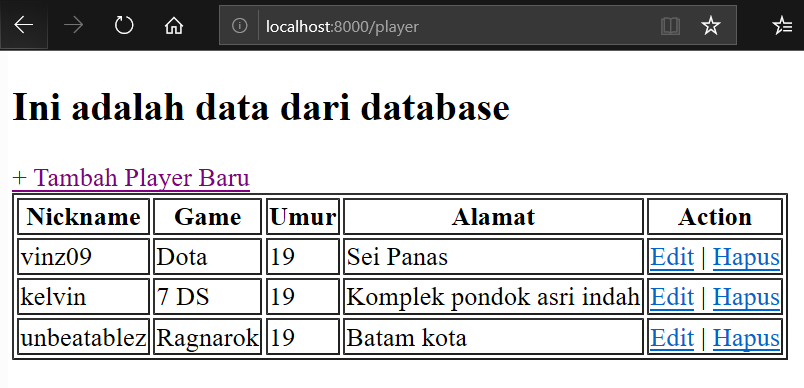 localhost:8000/player
Ini adalah data dari database
+ Tambah Player Baru
Nickname Game Umur Alamat Action
vinz09 Dota 19 Sei Panas Edit | Hapus
kelvin 7 DS 19 Komplek pondok asri indah Edit | Hapus
unbeatablez Ragnarok 19 Batam kota Edit | Hapus